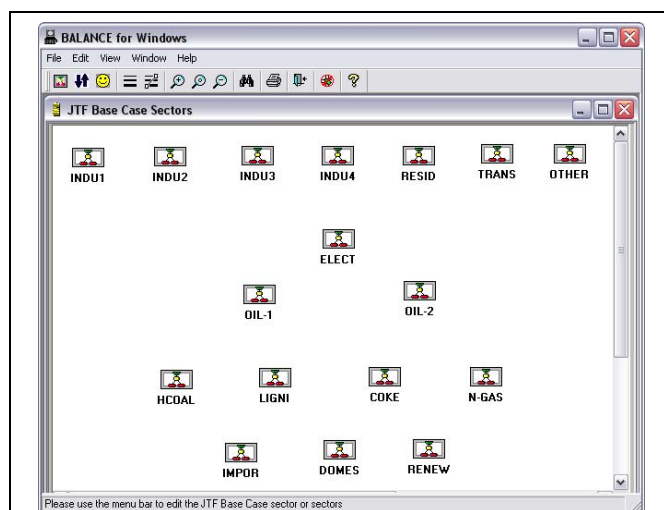 BALANCE for Windows
File Edit View Window Help
JTF Base Case Sectors
INDU1 INDU2 INDU3 INDU4 RESID TRANS OTHER
ELECT
OIL-1 OIL-2
HCOAL LIGNI COKE N-GAS
IMPOR DOMES RENEW
Please use the menu bar to edit the JTF Base Case sector or sectors